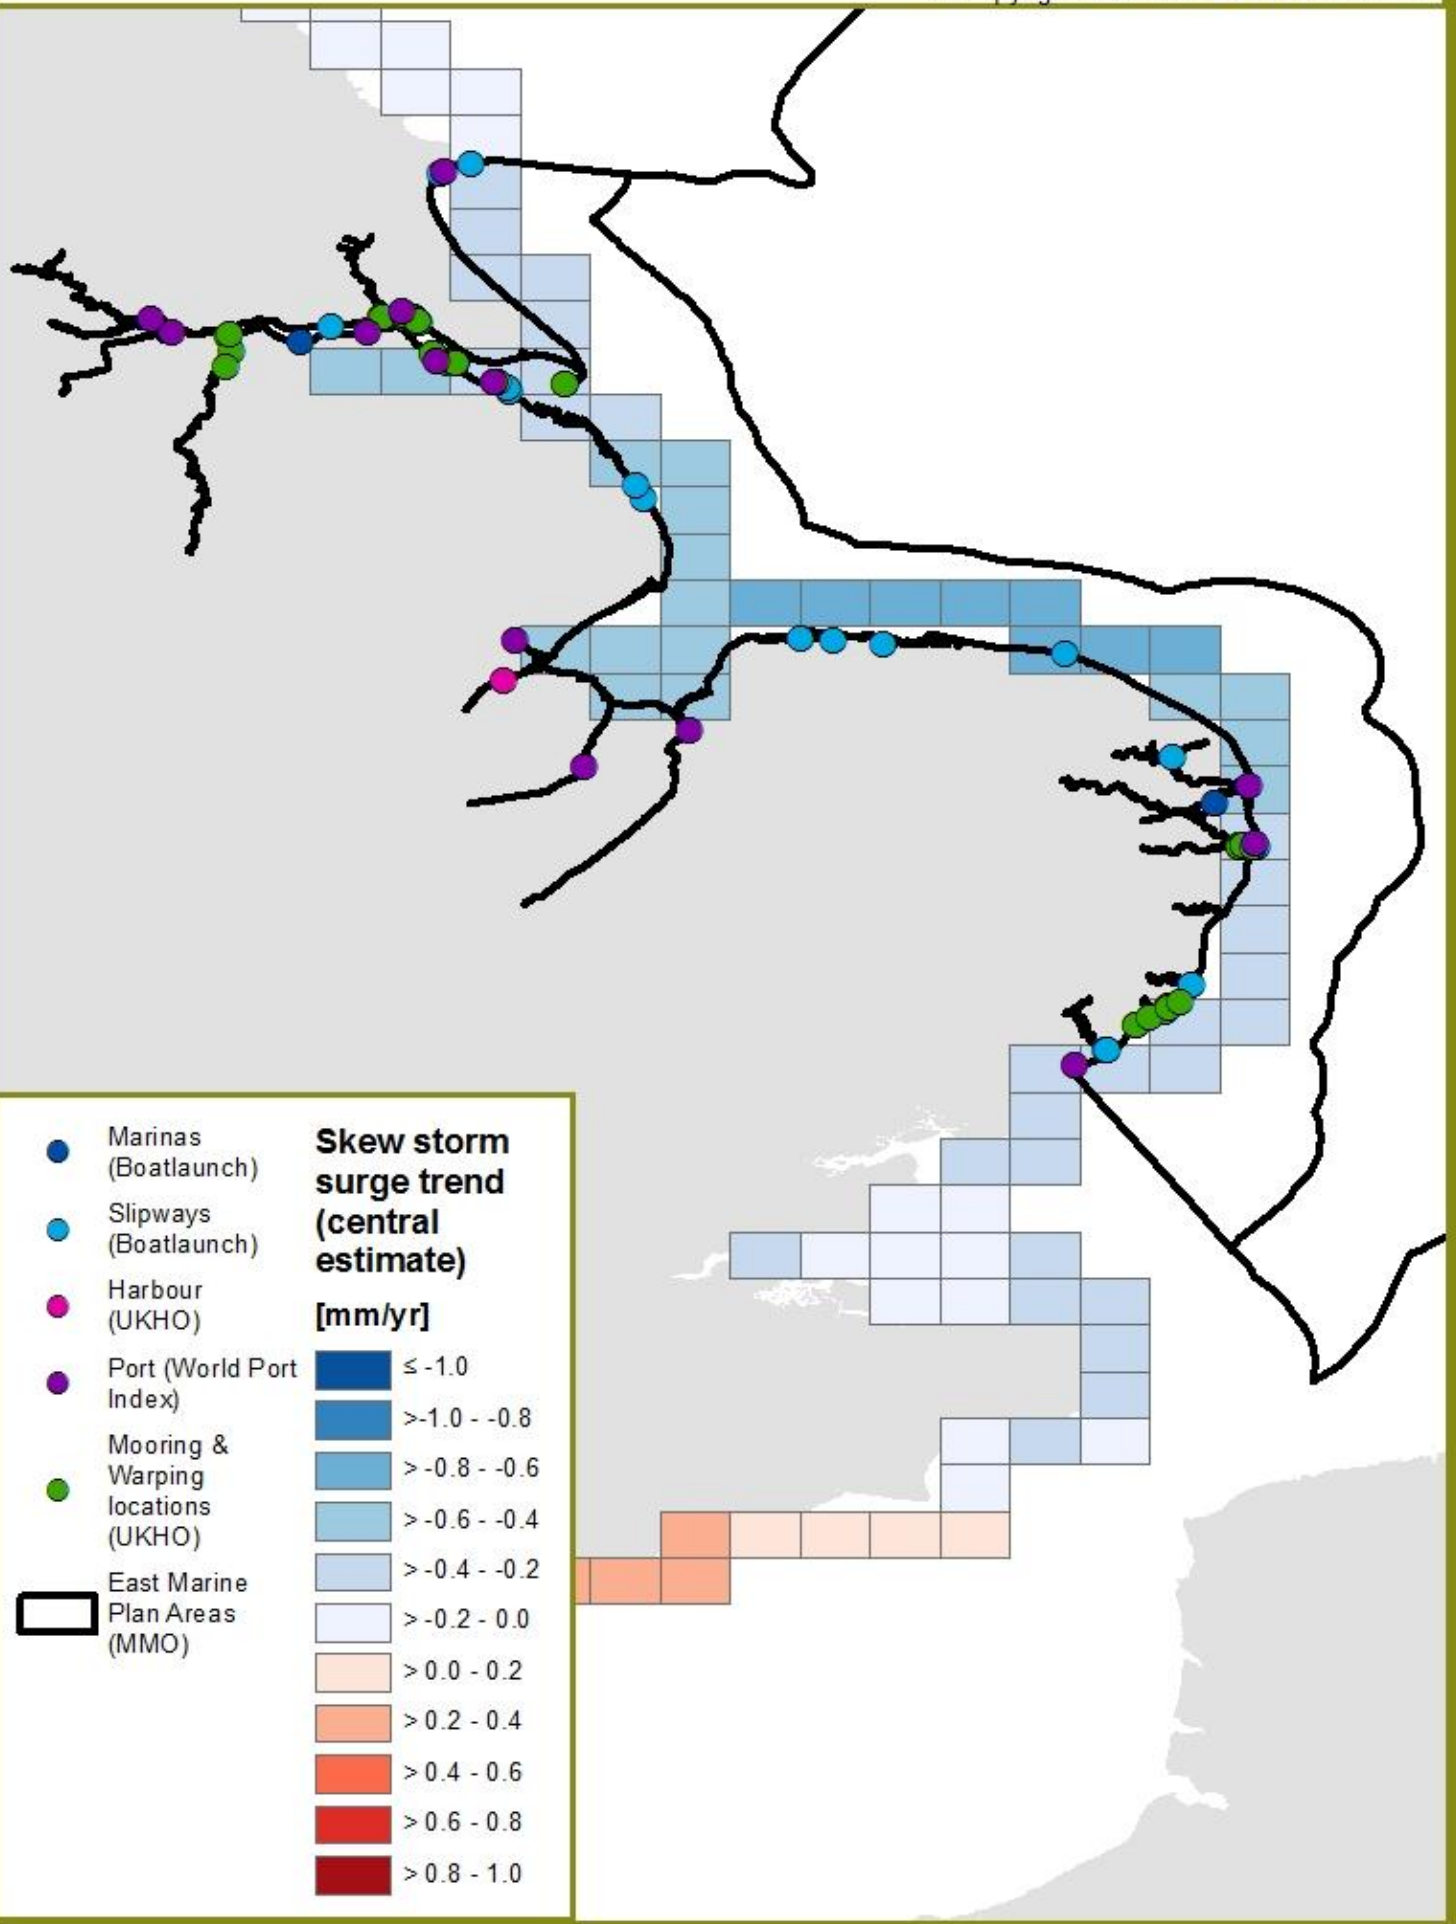 Marinas
(Boatlaunch)
Slipways
(Boatlaunch)
Harbour
(UKHO)
Port (World Port
Index)
Mooring &
Warping
locations
(UKHO)
East Marine
Plan Areas
(MMO)
Skew storm
surge trend
(central
estimate)
[mm/yr]
≤ -1.0
>-1.0 - -0.8
> -0.8 - -0.6
> -0.6 - -0.4
> -0.4 - -0.2
> -0.2 - 0.0
> 0.0 - 0.2
> 0.2 - 0.4
> 0.4 - 0.6
> 0.6 - 0.8
> 0.8 - 1.0